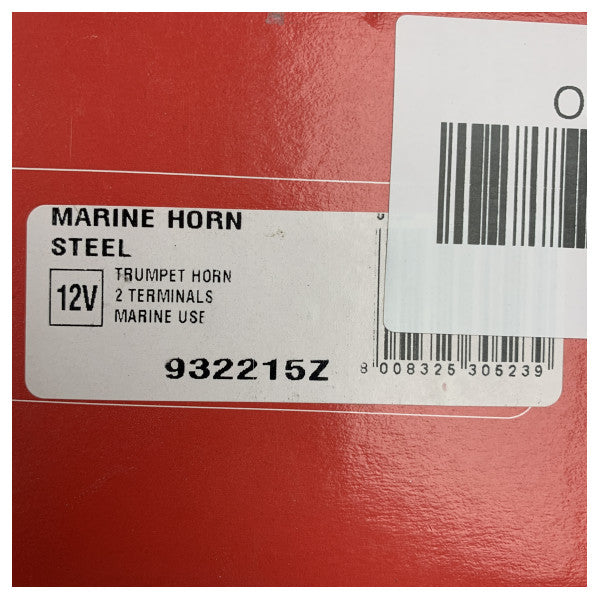 O
MARINE HORN
STEEL
12V
TRUMPET HORN
2 TERMINALS
MARINE USE
932215Z
8 008325 305239